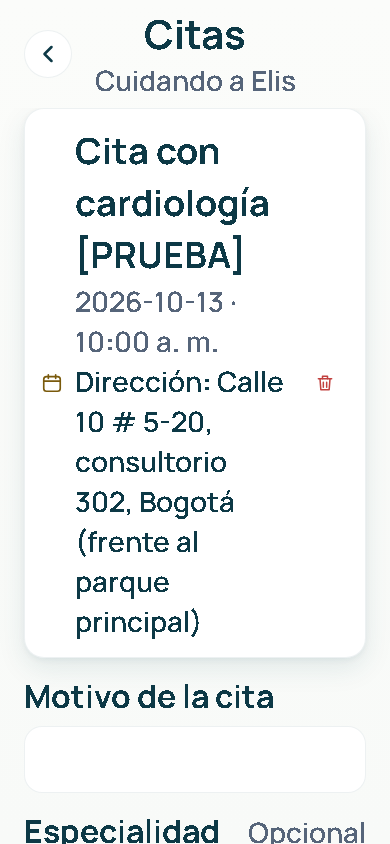 Citas
Cuidando a Elis
Cita con
cardiología
[PRUEBA]
2026-10-13 ·
10:00 a. m.
Dirección: Calle
10 # 5-20,
consultorio
302, Bogotá
(frente al
parque
principal)
Motivo de la cita
Especialidad Opcional